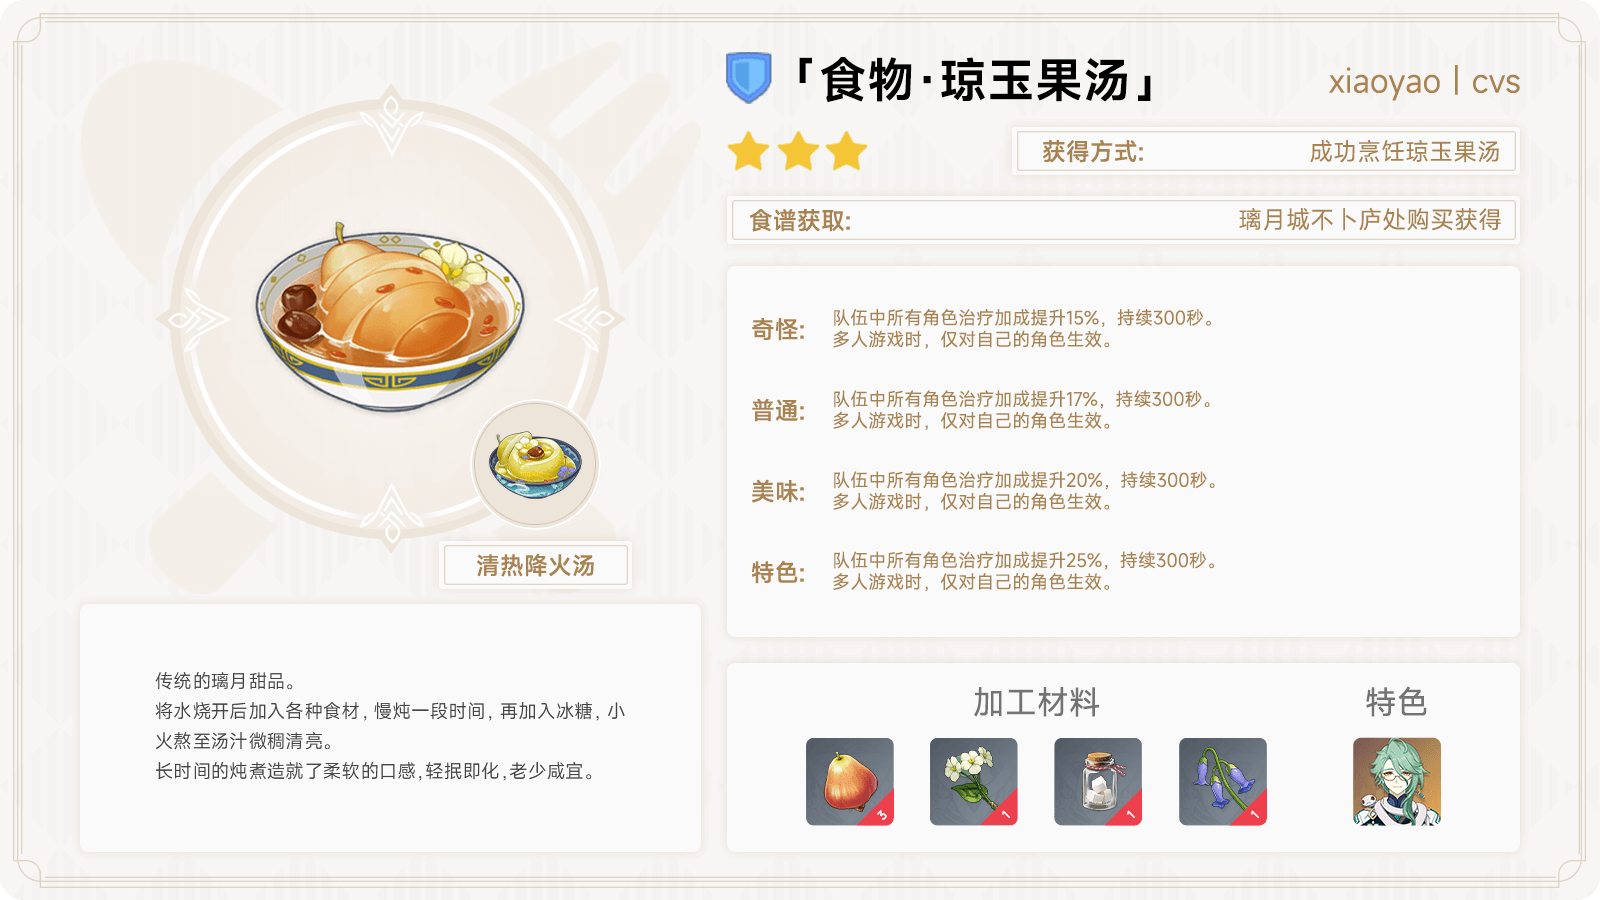 「食物·琼玉果汤」
xiaoyao | cvs
获得方式:
成功烹饪琼玉果汤
食谱获取:
璃月城不卜庐处购买获得
奇怪:
队伍中所有角色治疗加成提升15%，持续300秒。
多人游戏时，仅对自己的角色生效。
普通:
队伍中所有角色治疗加成提升17%，持续300秒。
多人游戏时，仅对自己的角色生效。
美味:
队伍中所有角色治疗加成提升20%，持续300秒。
多人游戏时，仅对自己的角色生效。
特色:
队伍中所有角色治疗加成提升25%，持续300秒。
多人游戏时，仅对自己的角色生效。
清热降火汤
传统的璃月甜品。
将水烧开后加入各种食材，慢炖一段时间，再加入冰糖，小
火熬至汤汁微稠清亮。
长时间的炖煮造就了柔软的口感，轻抿即化，老少咸宜。
加工材料
特色
3
1
1
1